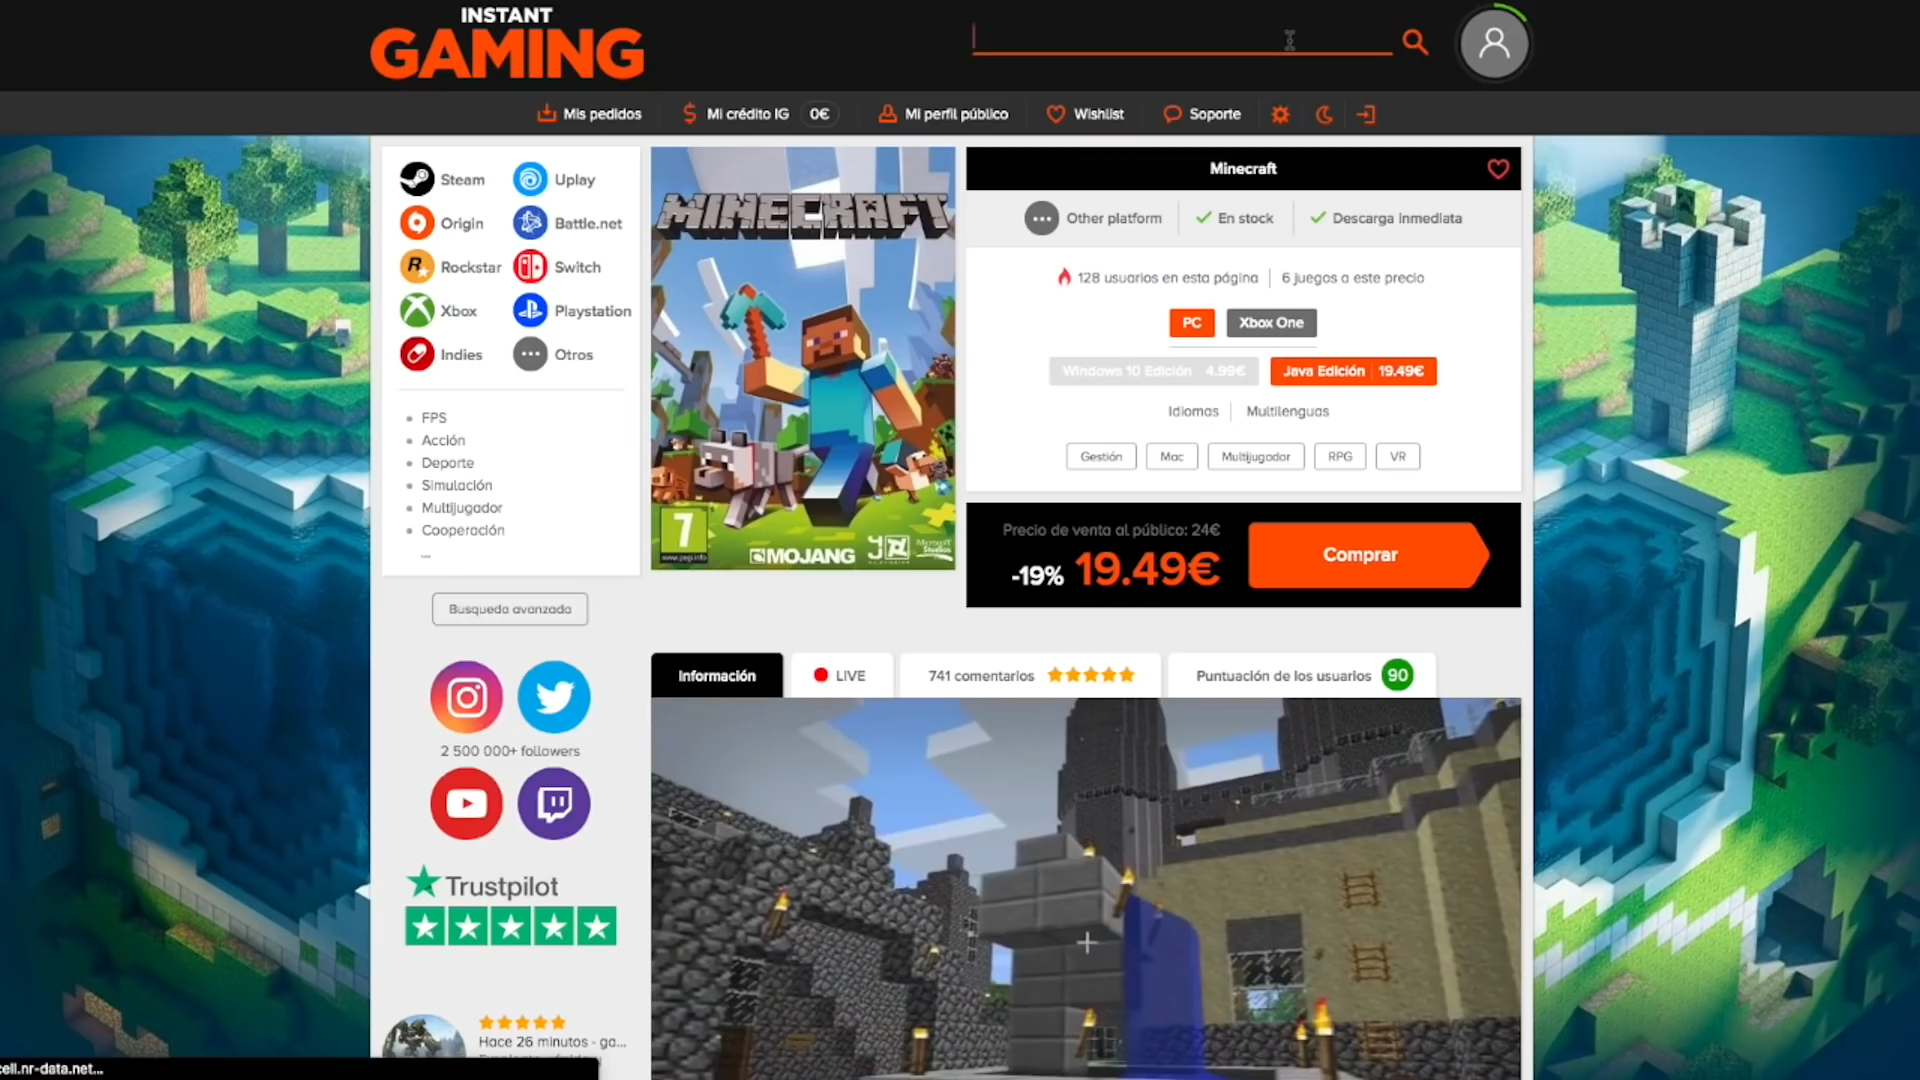 INSTANT
GAMING
Mis pedidos
Mi crédito IG 0€
Mi perfil público
Wishlist
Soporte
Steam
Uplay
Origin
Battle.net
Rockstar
Switch
Xbox
Playstation
Indies
Otros
FPS
Acción
Deporte
Simulación
Multijugador
Cooperación
...
Busqueda avanzada
2 500 000+ followers
Trustpilot
Hace 26 minutos - ga...
cell.nr-data.net...
MINECRAFT
7
www.pegi.info
MOJANG
Microsoft
Studios
Minecraft
Other platform
En stock
Descarga Inmediata
128 usuarios en esta página
6 juegos a este precio
PC
Xbox One
Windows 10 Edición 4.99€
Java Edición 19.49€
Idiomas
Multilenguas
Gestión
Mac
Multijugador
RPG
VR
Precio de venta al público: 24€
-19% 19.49€
Comprar
Información
LIVE
741 comentarios
Puntuación de los usuarios 90